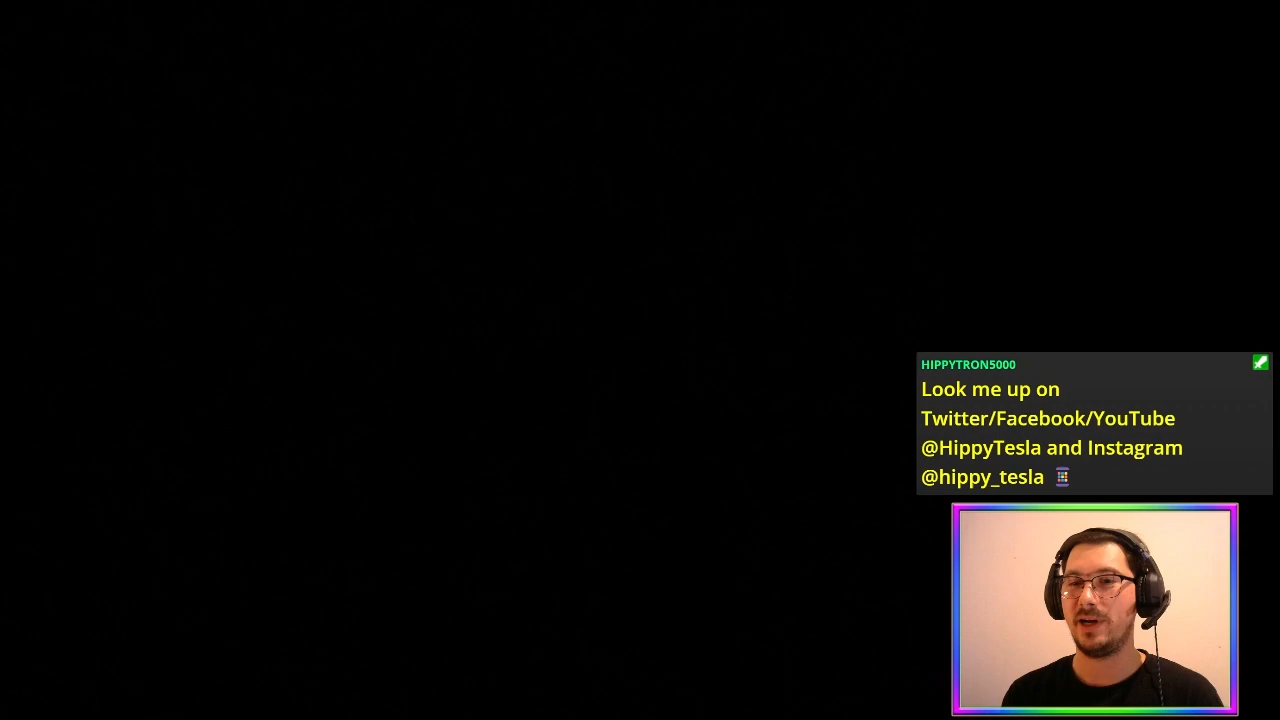 HIPPYTRON5000
Look me up on
Twitter/Facebook/YouTube
@HippyTesla and Instagram
@hippy_tesla